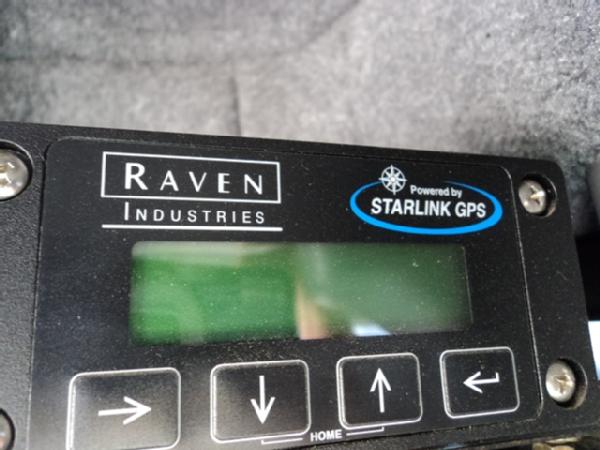 RAVEN
INDUSTRIES
Powered by
STARLINK GPS
HOME